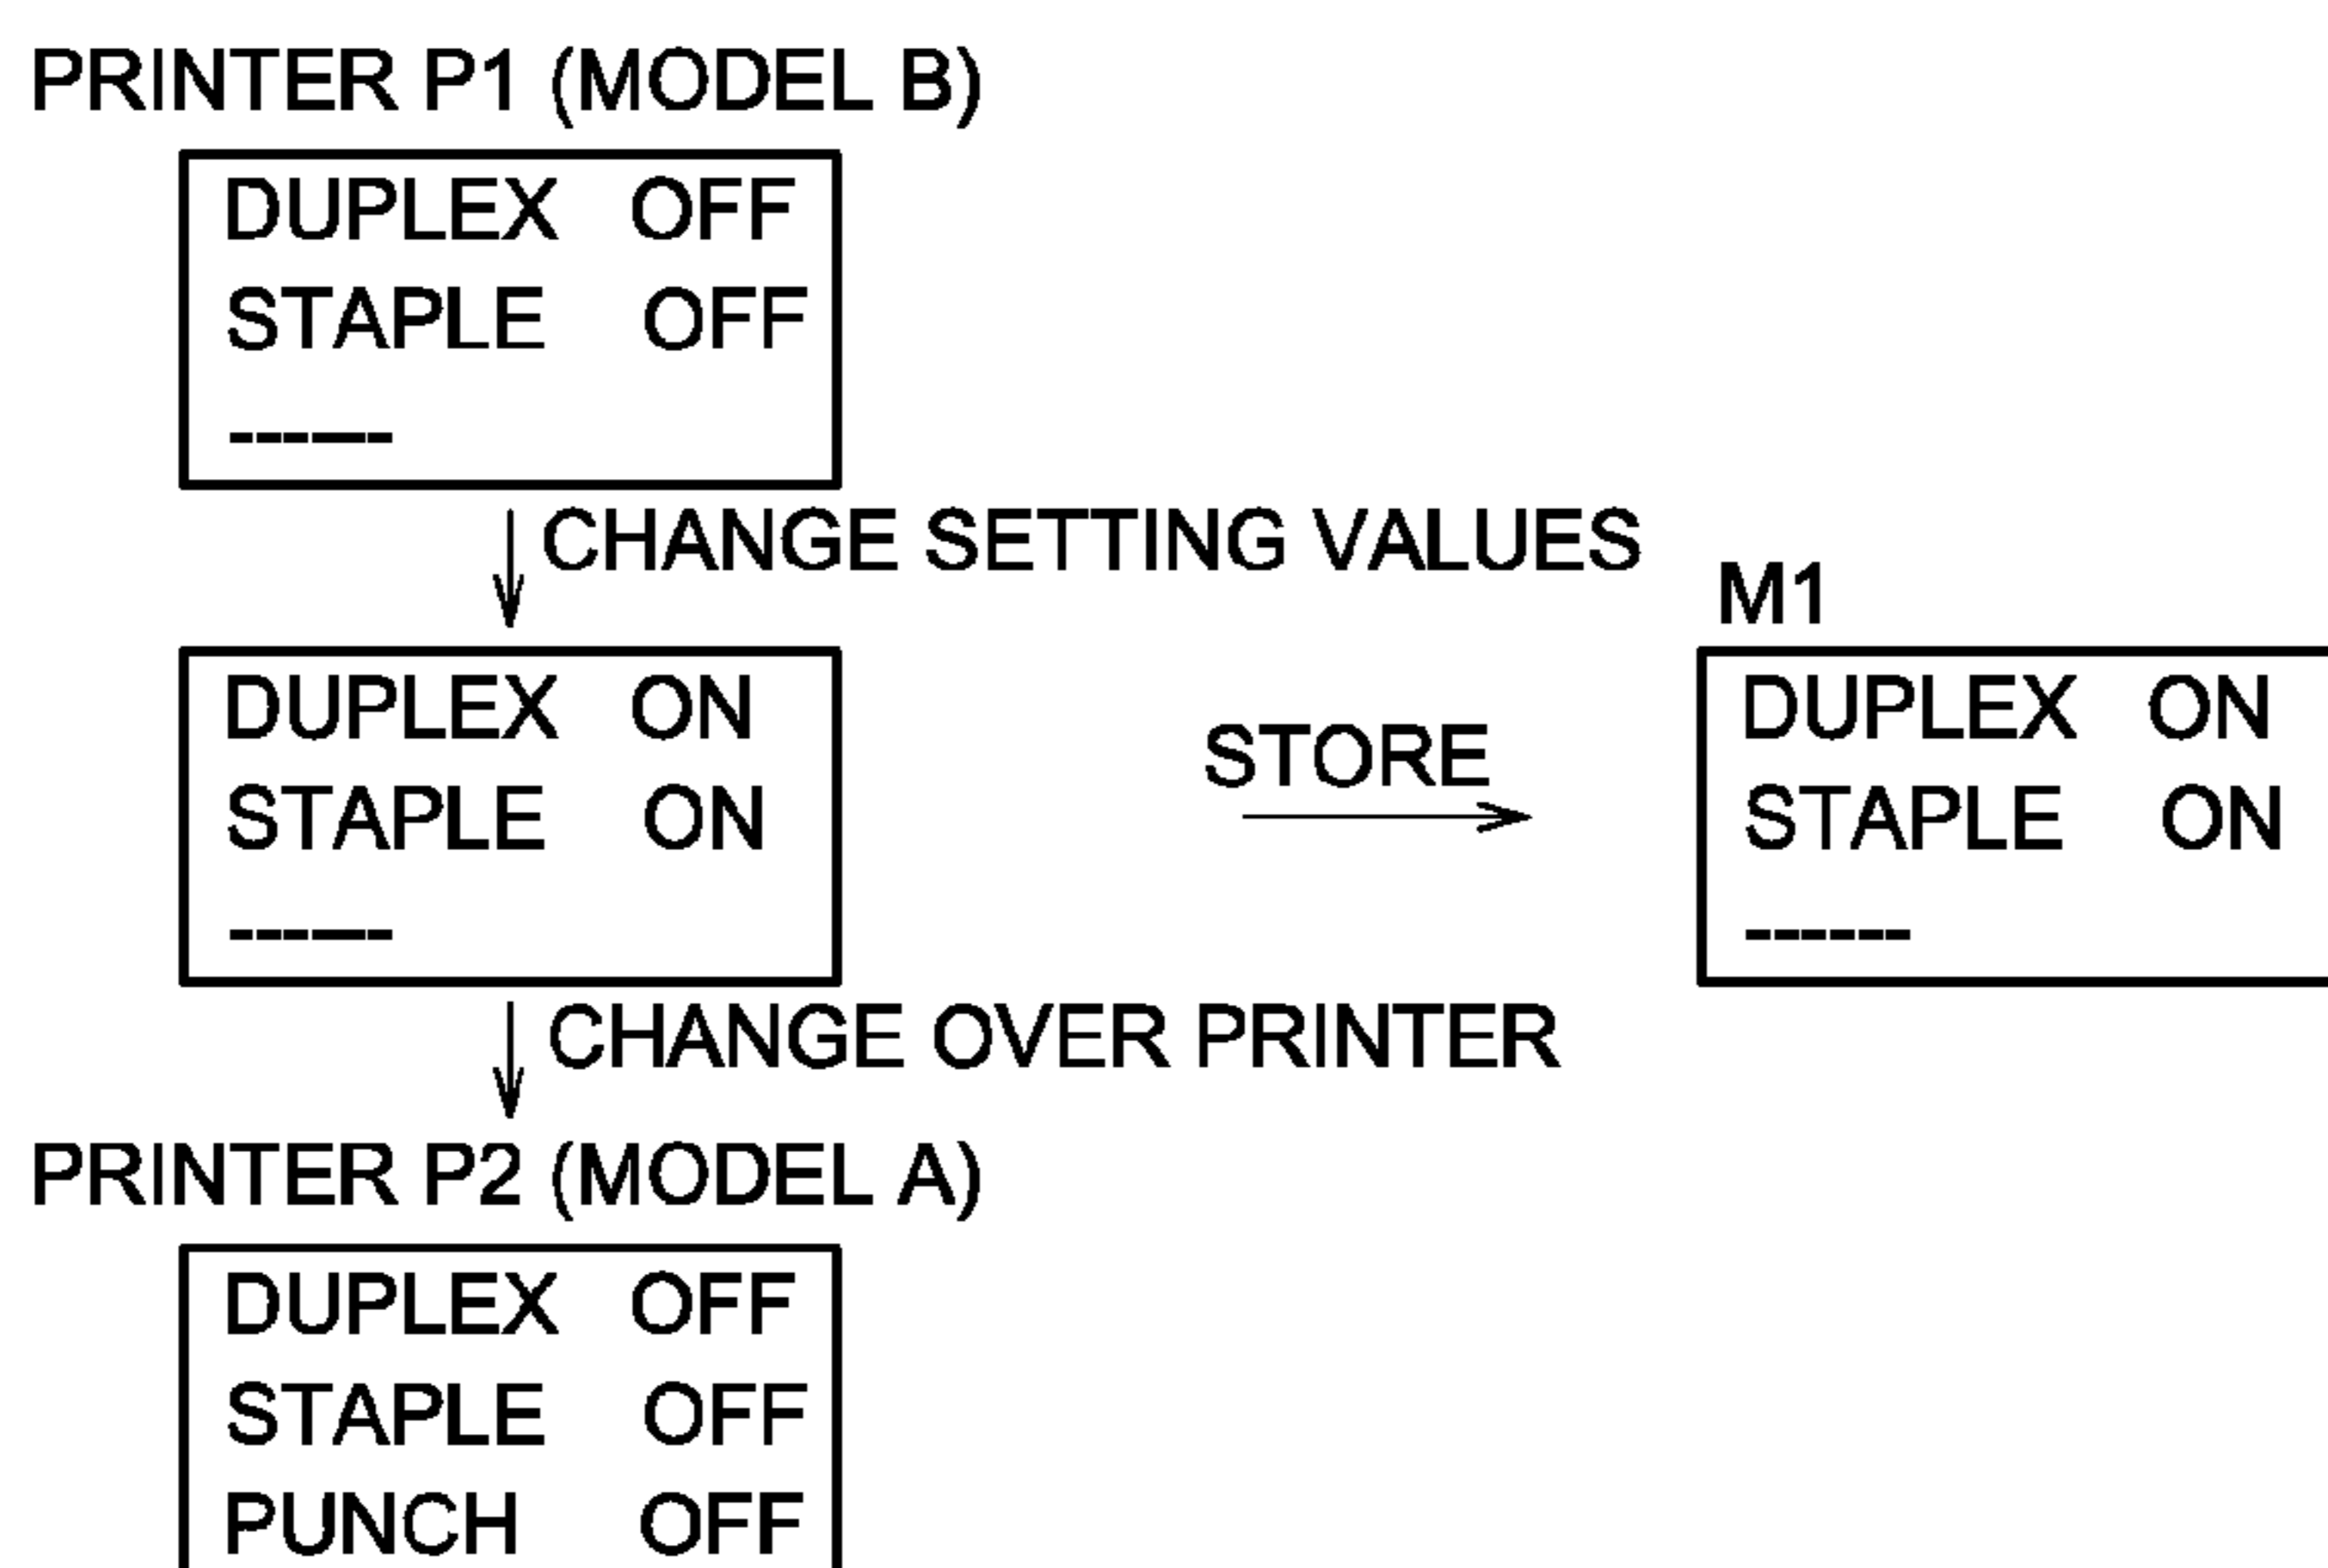 PRINTER P1 (MODEL B)
DUPLEX OFF
STAPLE OFF
------
CHANGE SETTING VALUES
M1
DUPLEX ON
STAPLE ON
------
STORE
DUPLEX ON
STAPLE ON
------
CHANGE OVER PRINTER
PRINTER P2 (MODEL A)
DUPLEX OFF
STAPLE OFF
PUNCH OFF